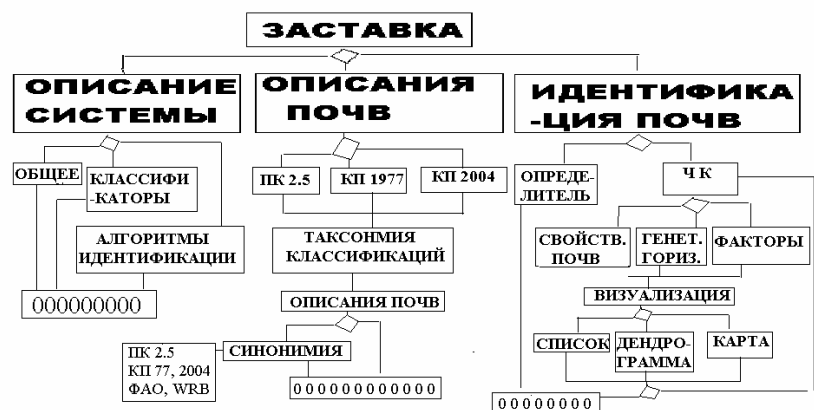 ЗАСТАВКА
ОПИСАНИЕ
СИСТЕМЫ
ОПИСАНИЯ
ПОЧВ
ИДЕНТИФИКА
-ЦИЯ ПОЧВ
ОБЩЕЕ
КЛАССИФИ
-КАТОРЫ
АЛГОРИТМЫ
ИДЕНТИФИКАЦИИ
000000000
ПК 2.5
КП 1977
КП 2004
ТАКСОНМИЯ
КЛАССИФИКАЦИЙ
ОПИСАНИЯ ПОЧВ
СИНОНИМИЯ
ПК 2.5
КП 77, 2004
ФАО, WRB
0000000000000
ОПРЕДЕ-
ЛИТЕЛЬ
Ч К
СВОЙСТВ.
ПОЧВ
ГЕНЕТ.
ГОРИЗ.
ФАКТОРЫ
ВИЗУАЛИЗАЦИЯ
СПИСОК
ДЕНДРО-
ГРАММА
КАРТА
00000000